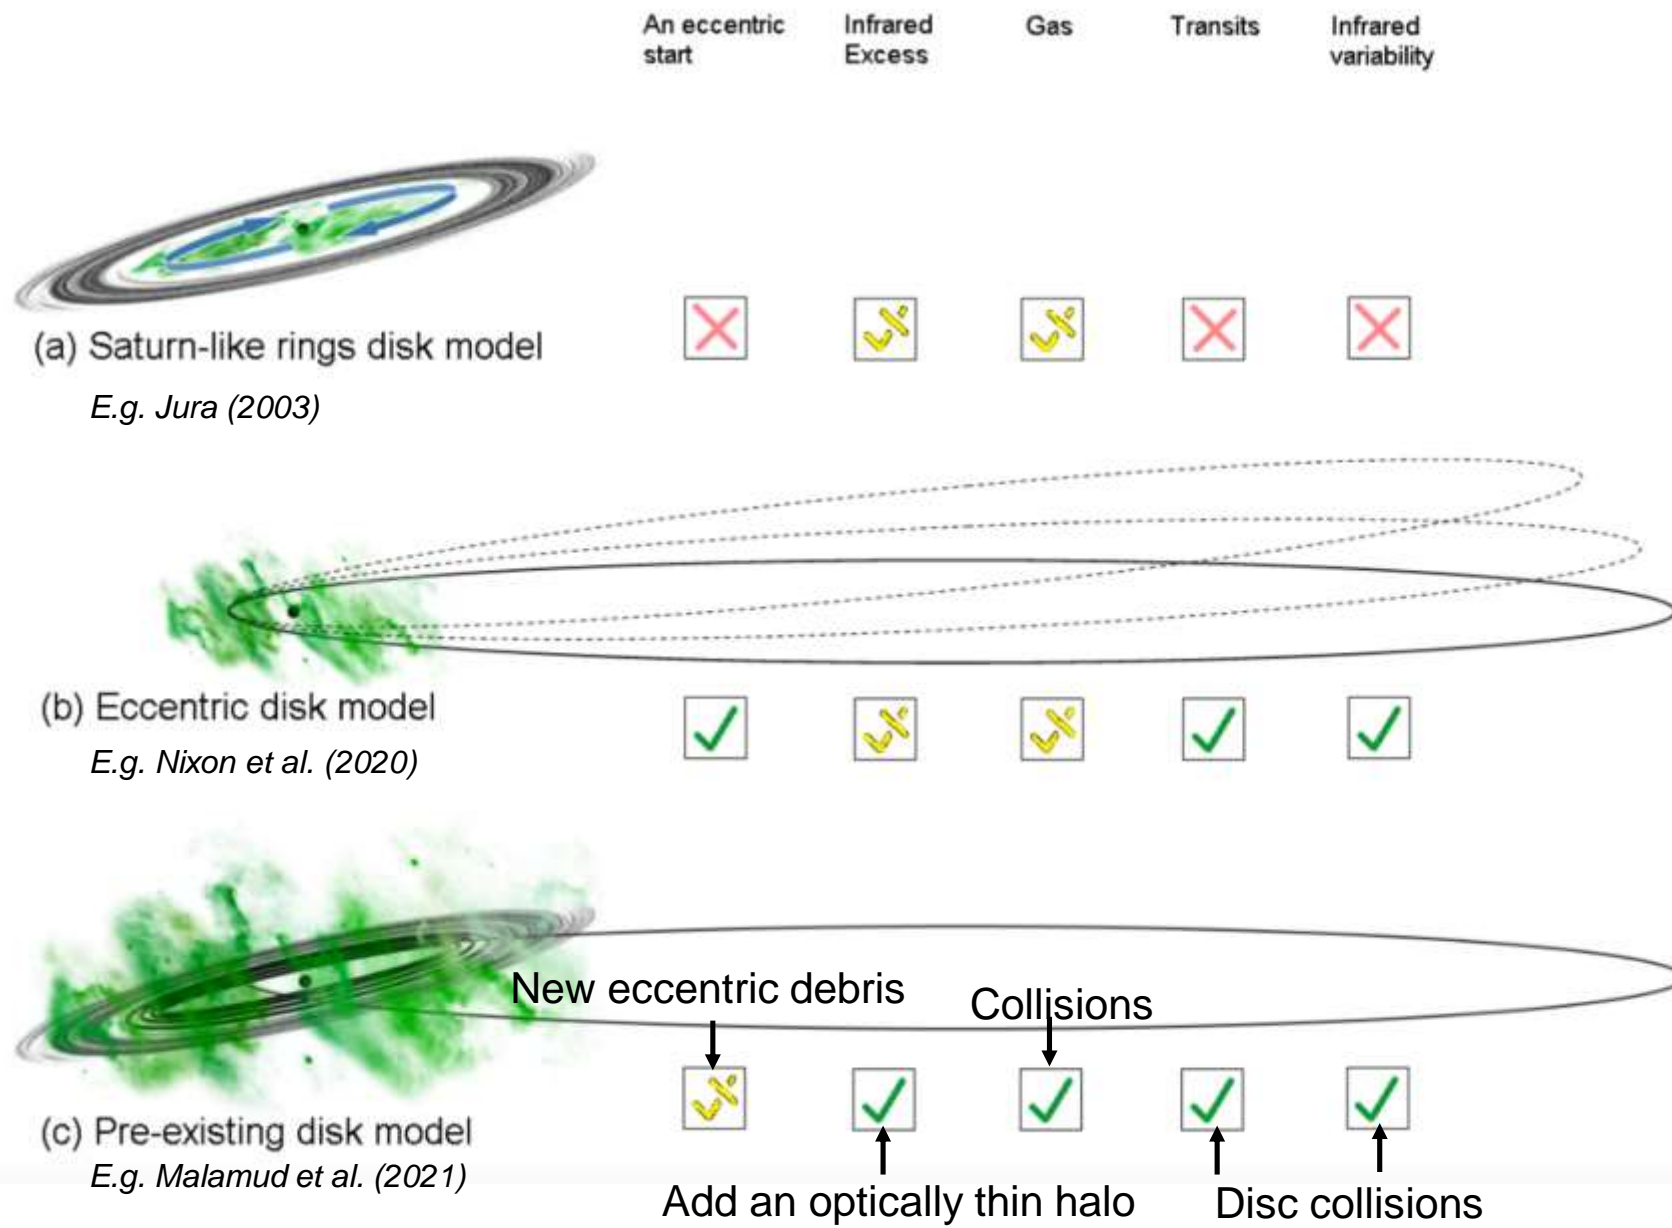 An eccentric start
Infrared Excess
Gas
Transits
Infrared variability
(a) Saturn-like rings disk model
E.g. Jura (2003)
(b) Eccentric disk model
E.g. Nixon et al. (2020)
New eccentric debris
Collisions
(c) Pre-existing disk model
E.g. Malamud et al. (2021)
Add an optically thin halo
Disc collisions